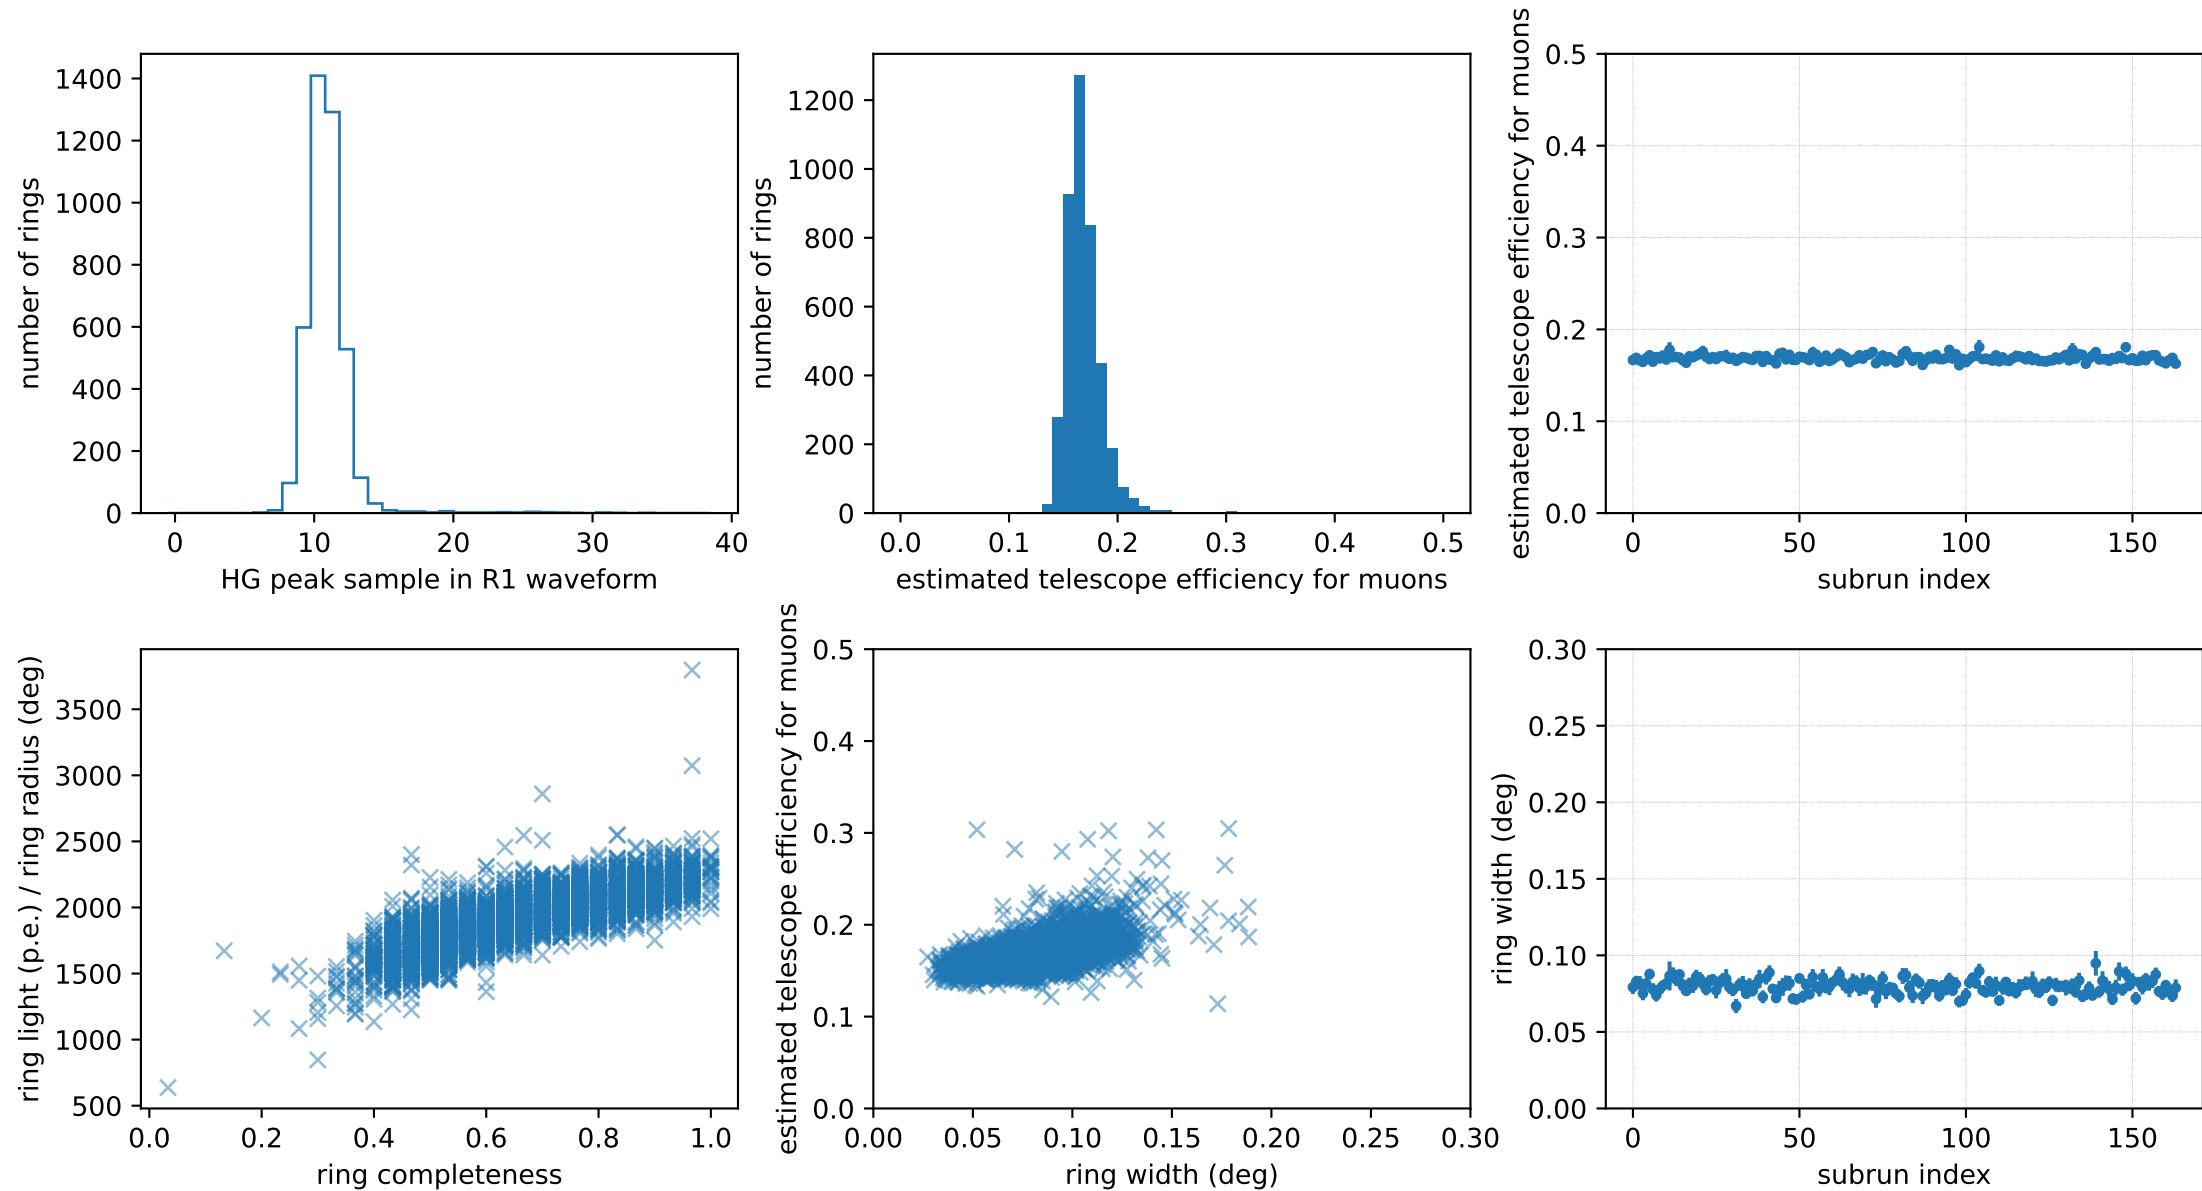 number of rings
1400
1200
1000
800
600
400
200
0
0 10 20 30 40
HG peak sample in R1 waveform
number of rings
1200
1000
800
600
400
200
0
0.0 0.1 0.2 0.3 0.4 0.5
estimated telescope efficiency for muons
estimated telescope efficiency for muons
0.5
0.4
0.3
0.2
0.1
0.0
0 50 100 150
subrun index
ring light (p.e.) / ring radius (deg)
3500
3000
2500
2000
1500
1000
500
0.0 0.2 0.4 0.6 0.8 1.0
ring completeness
estimated telescope efficiency for muons
0.5
0.4
0.3
0.2
0.1
0.0
0.00 0.05 0.10 0.15 0.20 0.25 0.30
ring width (deg)
ring width (deg)
0.30
0.25
0.20
0.15
0.10
0.05
0.00
0 50 100 150
subrun index